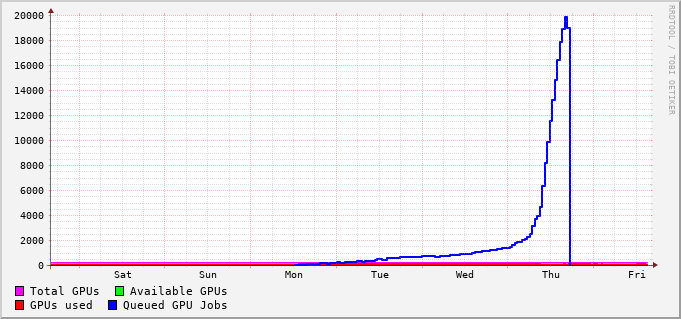 20000
18000
16000
14000
12000
10000
8000
6000
4000
2000
0
Sat Sun Mon Tue Wed Thu Fri
Total GPUs Available GPUs
GPUs used Queued GPU Jobs
RRDTOOL / TOBI OETIKER